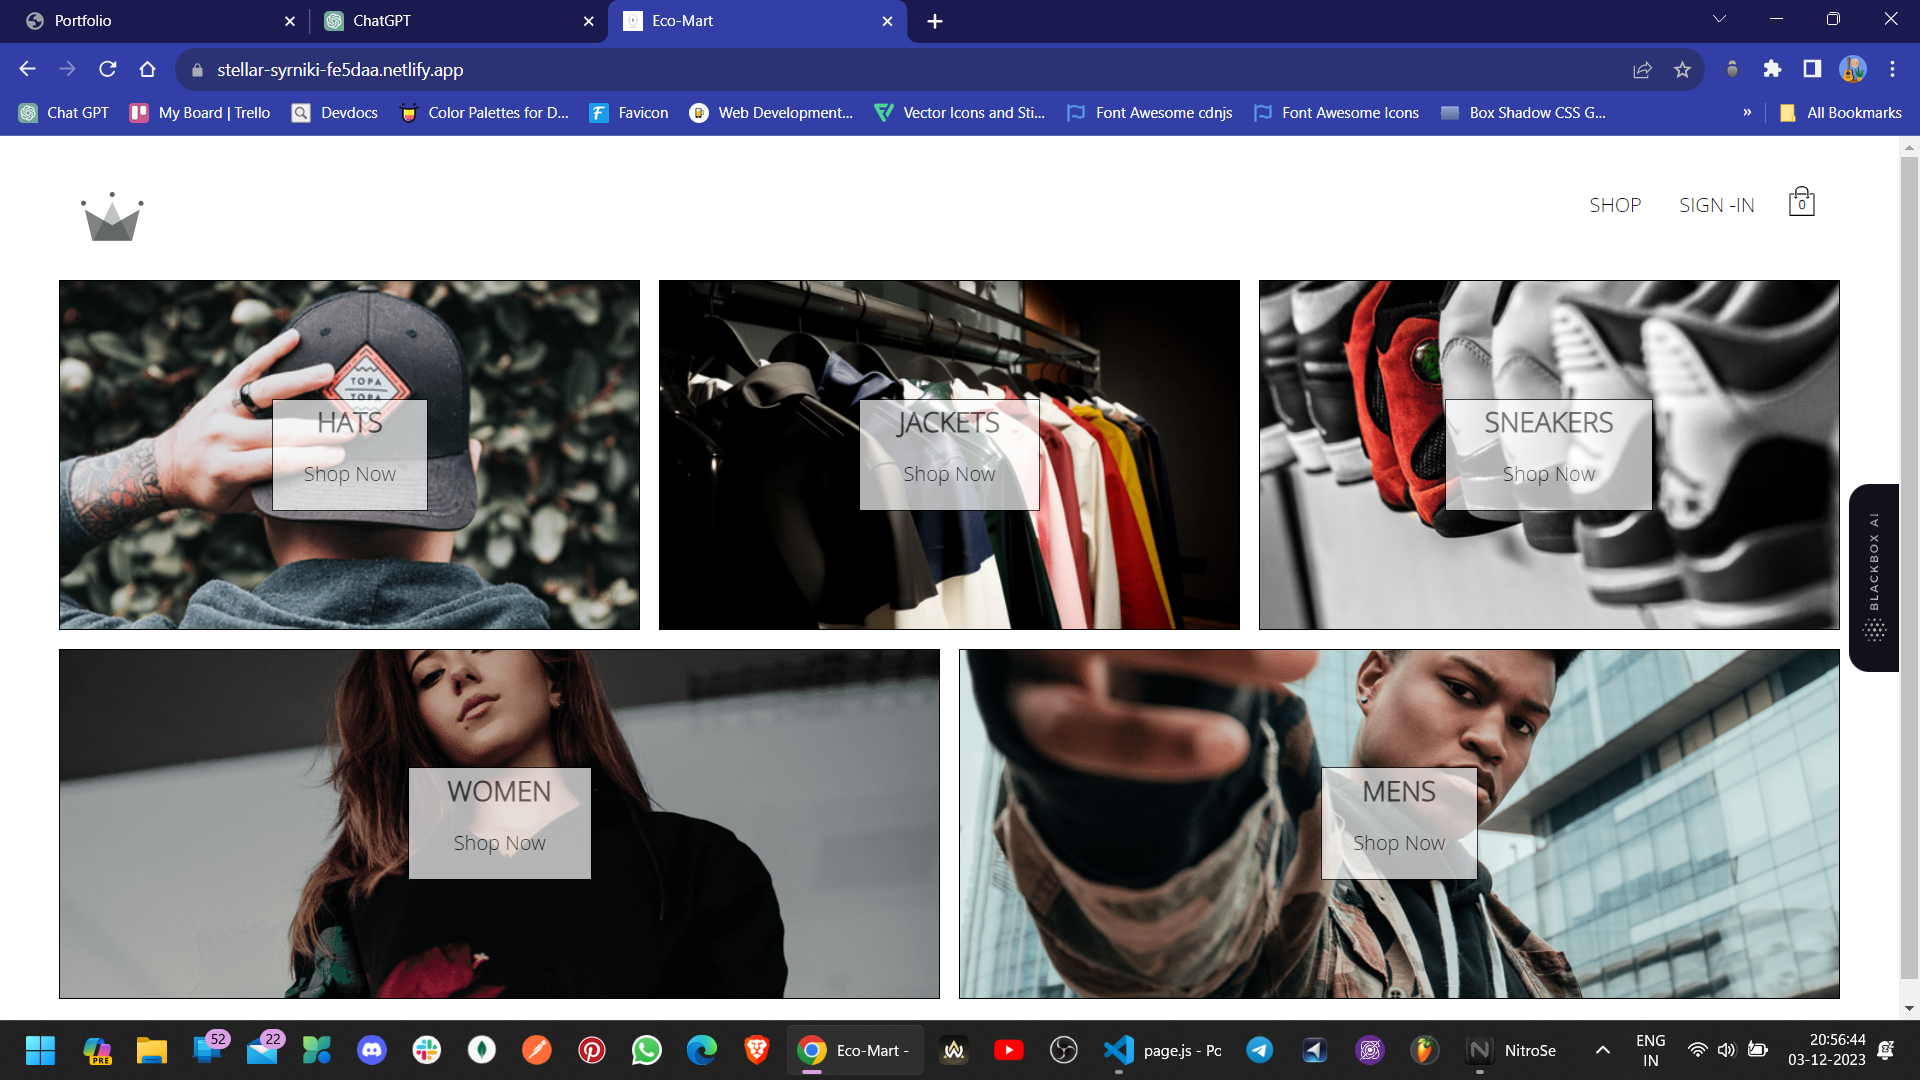 Portfolio
ChatGPT
Eco-Mart
stellar-syrniki-fe5daa.netlify.app
Chat GPT
My Board | Trello
Devdocs
Color Palettes for D...
Favicon
Web Development...
Vector Icons and Sti...
Font Awesome cdnjs
Font Awesome Icons
Box Shadow CSS G...
»
All Bookmarks
SHOP
SIGN -IN
0
TOPA
TOPA
HATS
Shop Now
JACKETS
Shop Now
SNEAKERS
Shop Now
BLACKBOX AI
WOMEN
Shop Now
MENS
Shop Now
PRE
52
22
Eco-Mart -
page.js - Pc
NitroSe
ENG
IN
20:56:44
03-12-2023